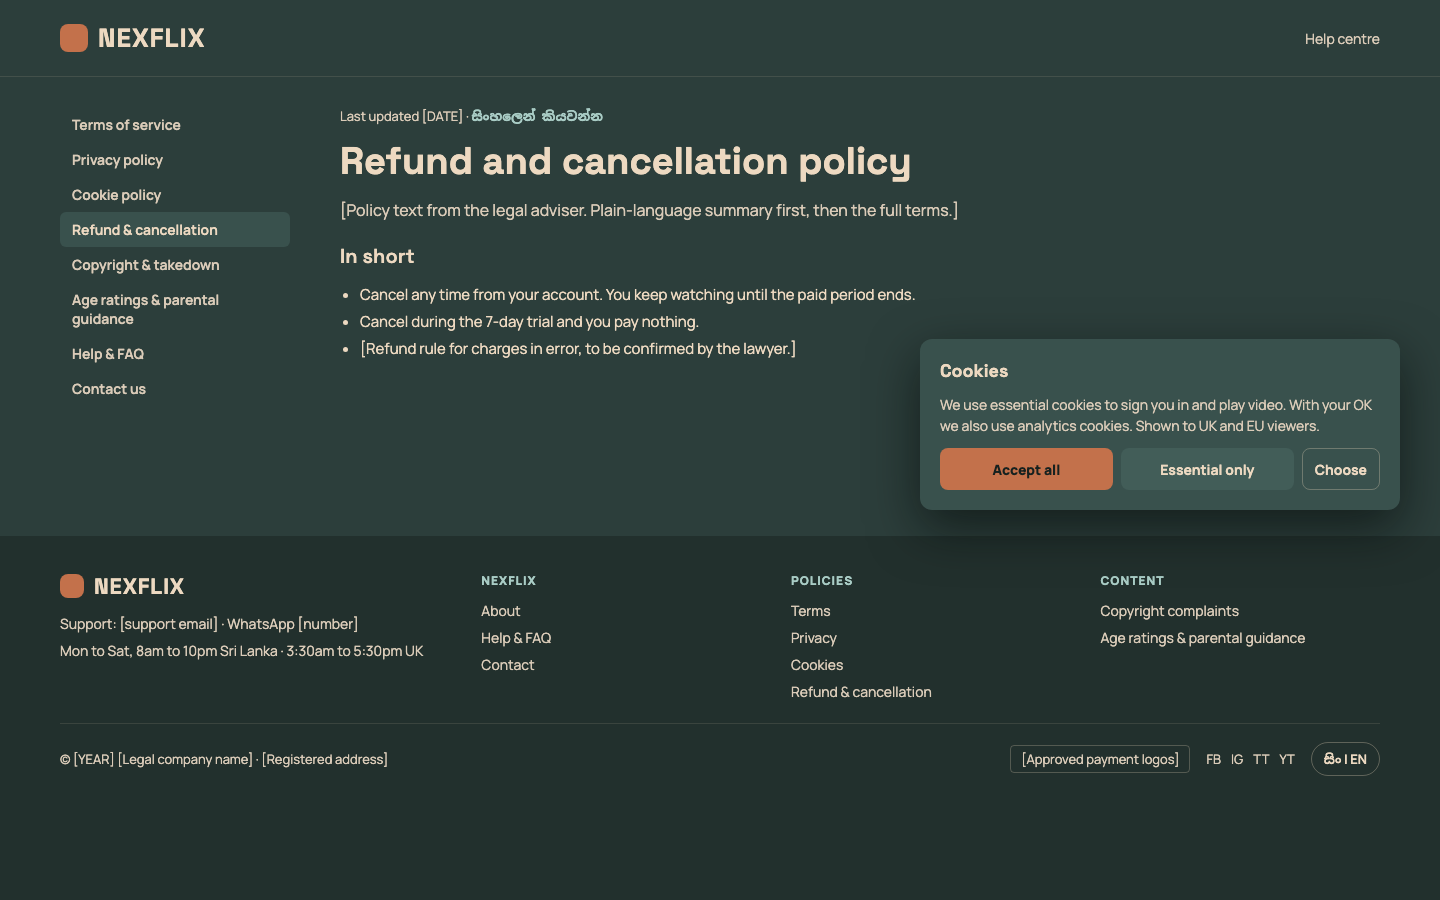 NEXFLIX
Help centre
Terms of service
Privacy policy
Cookie policy
Refund & cancellation
Copyright & takedown
Age ratings & parental
guidance
Help & FAQ
Contact us
Last updated [DATE] · සිංහලෙන් කියවන්න
Refund and cancellation policy
[Policy text from the legal adviser. Plain-language summary first, then the full terms.]
In short
• Cancel any time from your account. You keep watching until the paid period ends.
• Cancel during the 7-day trial and you pay nothing.
• [Refund rule for charges in error, to be confirmed by the lawyer.]
Cookies
We use essential cookies to sign you in and play video. With your OK
we also use analytics cookies. Shown to UK and EU viewers.
Accept all
Essential only
Choose
NEXFLIX
Support: [support email] · WhatsApp [number]
Mon to Sat, 8am to 10pm Sri Lanka · 3:30am to 5:30pm UK
NEXFLIX
About
Help & FAQ
Contact
POLICIES
Terms
Privacy
Cookies
Refund & cancellation
CONTENT
Copyright complaints
Age ratings & parental guidance
© [YEAR] [Legal company name] · [Registered address]
[Approved payment logos]
FB IG TT YT
සිං | EN